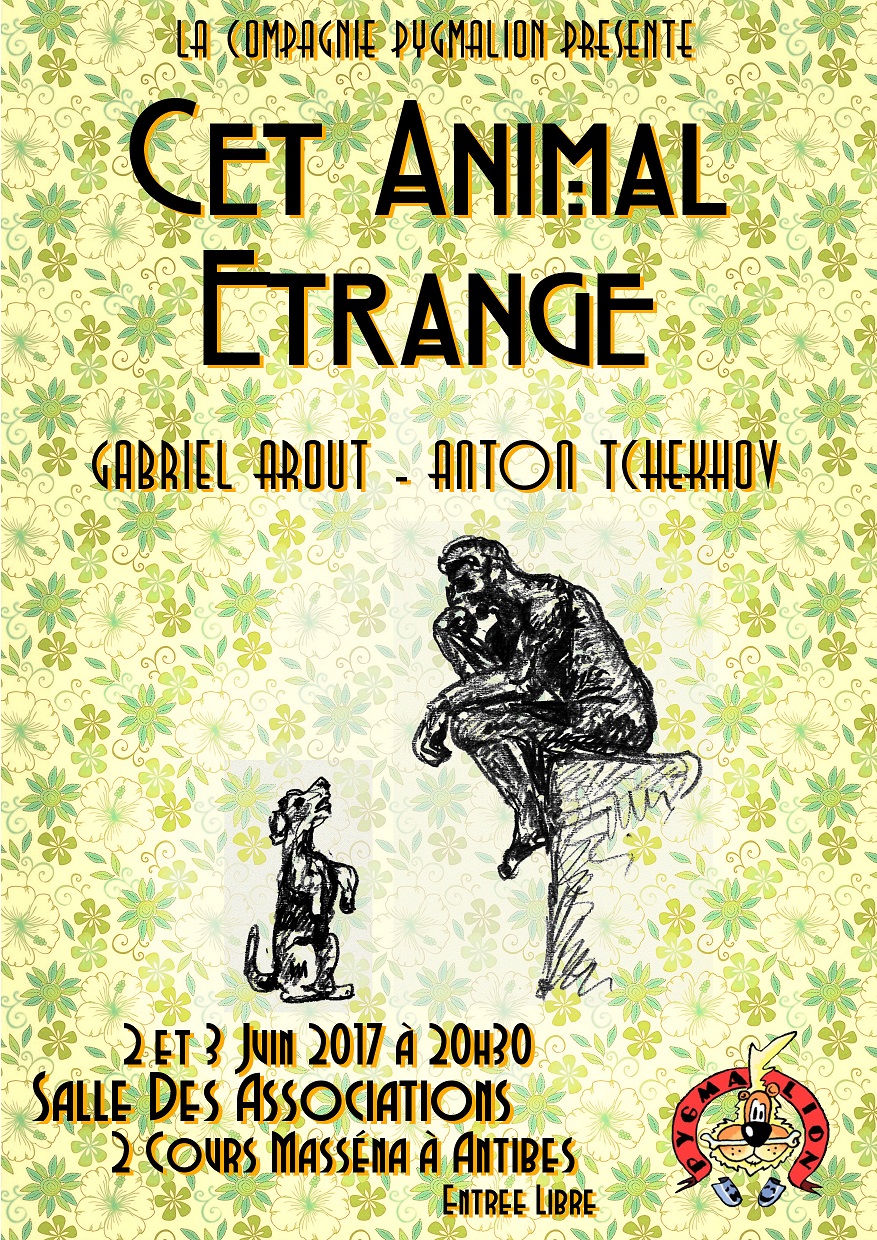 LA COMPAGNIE PYGMALION PRESENTE
CET ANIMAL
ETRANGE
GABRIEL AROUT - ANTON TCHEKHOV
2 ET 3 JUIN 2017 À 20H30
SALLE DES ASSOCIATIONS
2 COURS MASSÉNA À ANTIBES
ENTREE LIBRE
PYGMALION